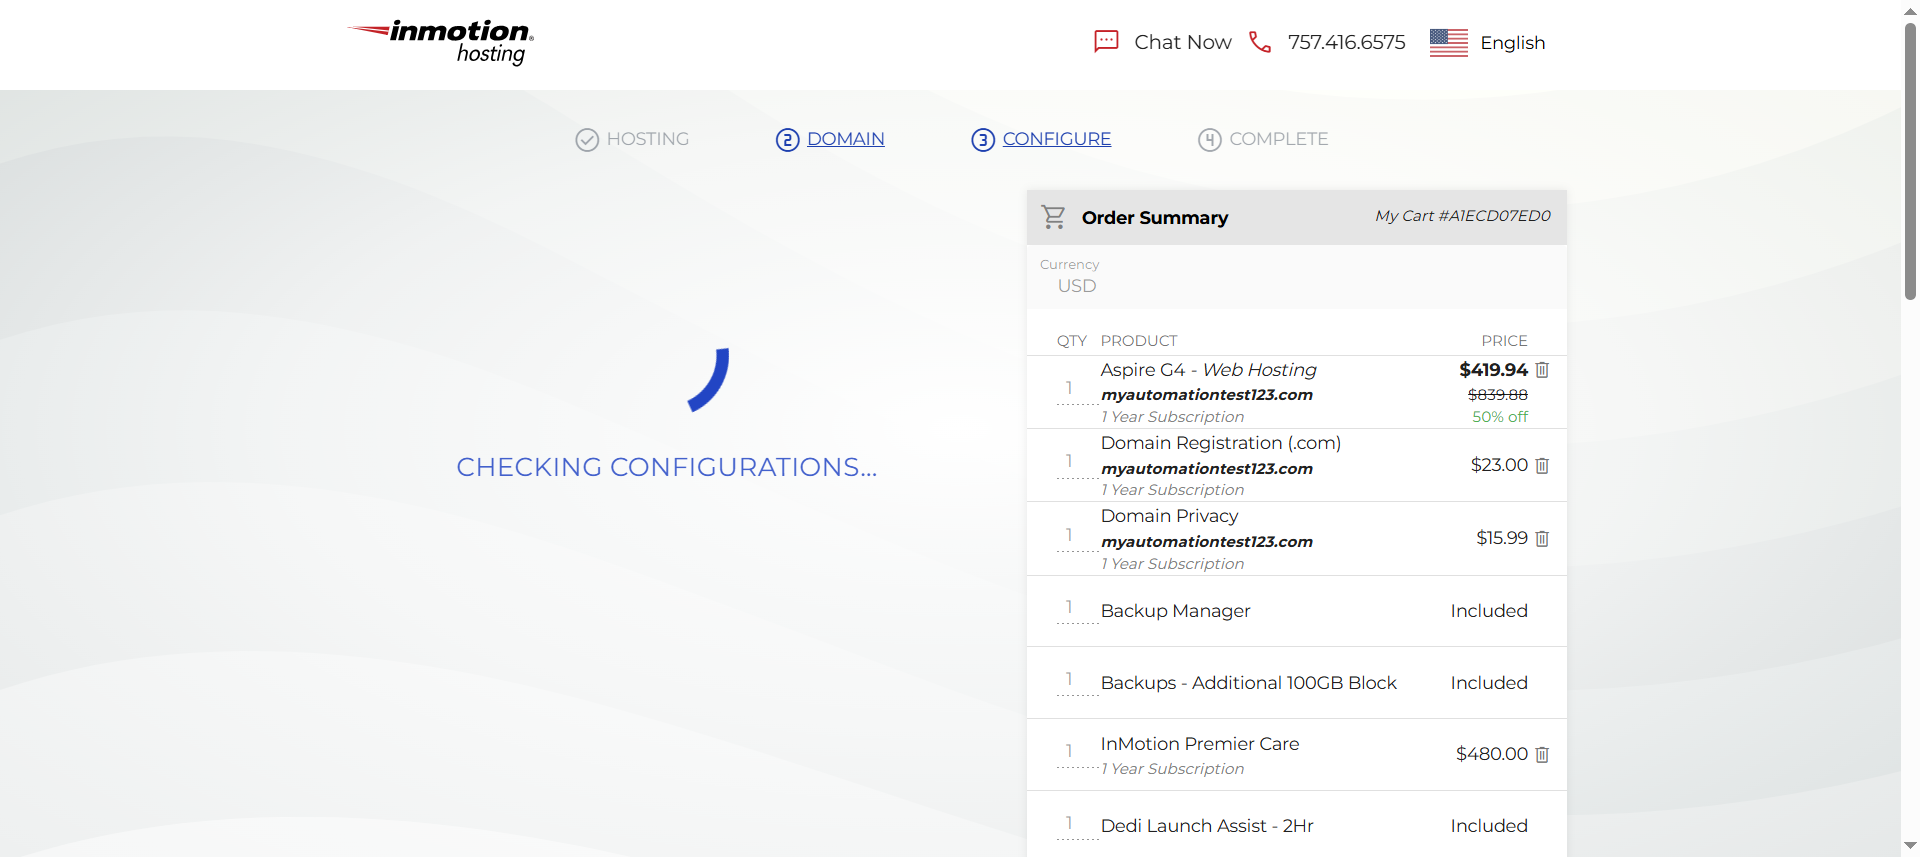 inmotion
hosting
Chat Now 757.416.6575 English
HOSTING 2 DOMAIN 3 CONFIGURE 4 COMPLETE
Order Summary My Cart #A1ECD07ED0
Currency
USD
QTY PRODUCT PRICE
1 Aspire G4 - Web Hosting $419.94
myautomationtest123.com $839.88
1 Year Subscription 50% off
1 Domain Registration (.com) $23.00
myautomationtest123.com
1 Year Subscription
1 Domain Privacy $15.99
myautomationtest123.com
1 Year Subscription
1 Backup Manager Included
1 Backups - Additional 100GB Block Included
1 InMotion Premier Care $480.00
1 Year Subscription
1 Dedi Launch Assist - 2Hr Included
CHECKING CONFIGURATIONS...